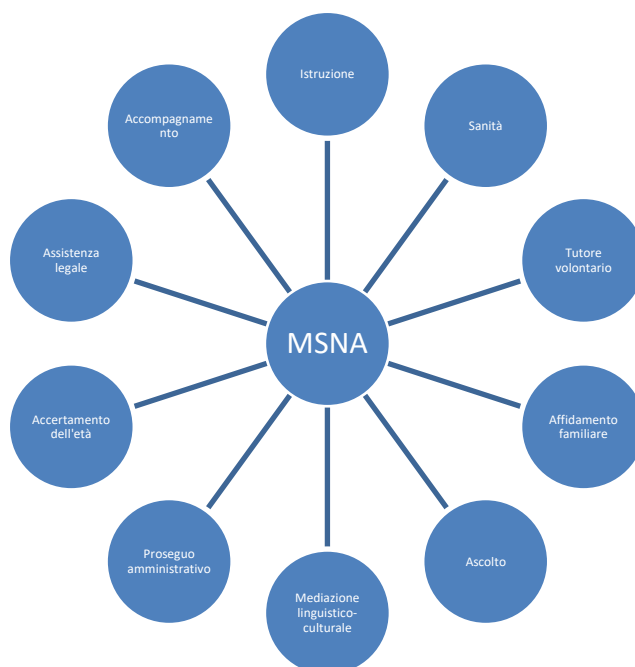 Istruzione
Sanità
Tutore
volontario
Affidamento
familiare
Ascolto
Mediazione
linguistico-
culturale
Proseguo
amministrativo
Accertamento
dell'età
Assistenza
legale
Accompagname
nto
MSNA